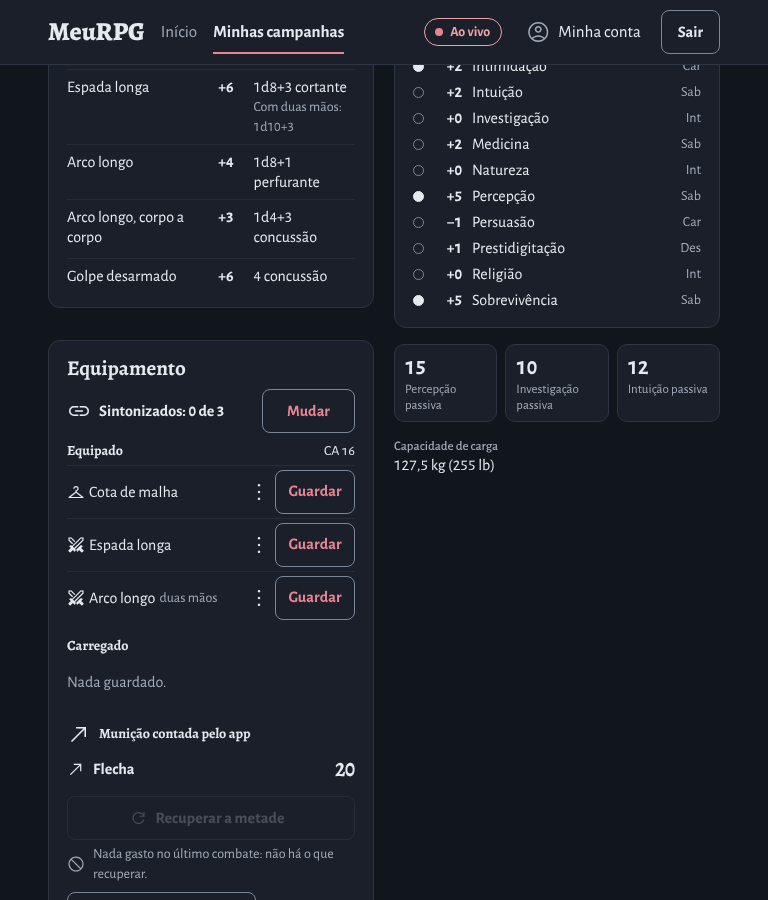 MeuRPG
Início
Minhas campanhas
Ao vivo
Minha conta
Sair
Espada longa +6 1d8+3 cortante
Com duas mãos:
1d10+3
Arco longo +4 1d8+1
perfurante
Arco longo, corpo a +3 1d4+3
corpo concussão
Golpe desarmado +6 4 concussão
Equipamento
Sintonizados: 0 de 3
Mudar
Equipado CA 16
Cota de malha
Guardar
Espada longa
Guardar
Arco longo duas mãos
Guardar
Carregado
Nada guardado.
Munição contada pelo app
Flecha 20
Recuperar a metade
Nada gasto no último combate: não há o que
recuperar.
+2 Intimidação Car
+2 Intuição Sab
+0 Investigação Int
+2 Medicina Sab
+0 Natureza Int
+5 Percepção Sab
−1 Persuasão Car
+1 Prestidigitação Des
+0 Religião Int
+5 Sobrevivência Sab
15
Percepção
passiva
10
Investigação
passiva
12
Intuição passiva
Capacidade de carga
127,5 kg (255 lb)